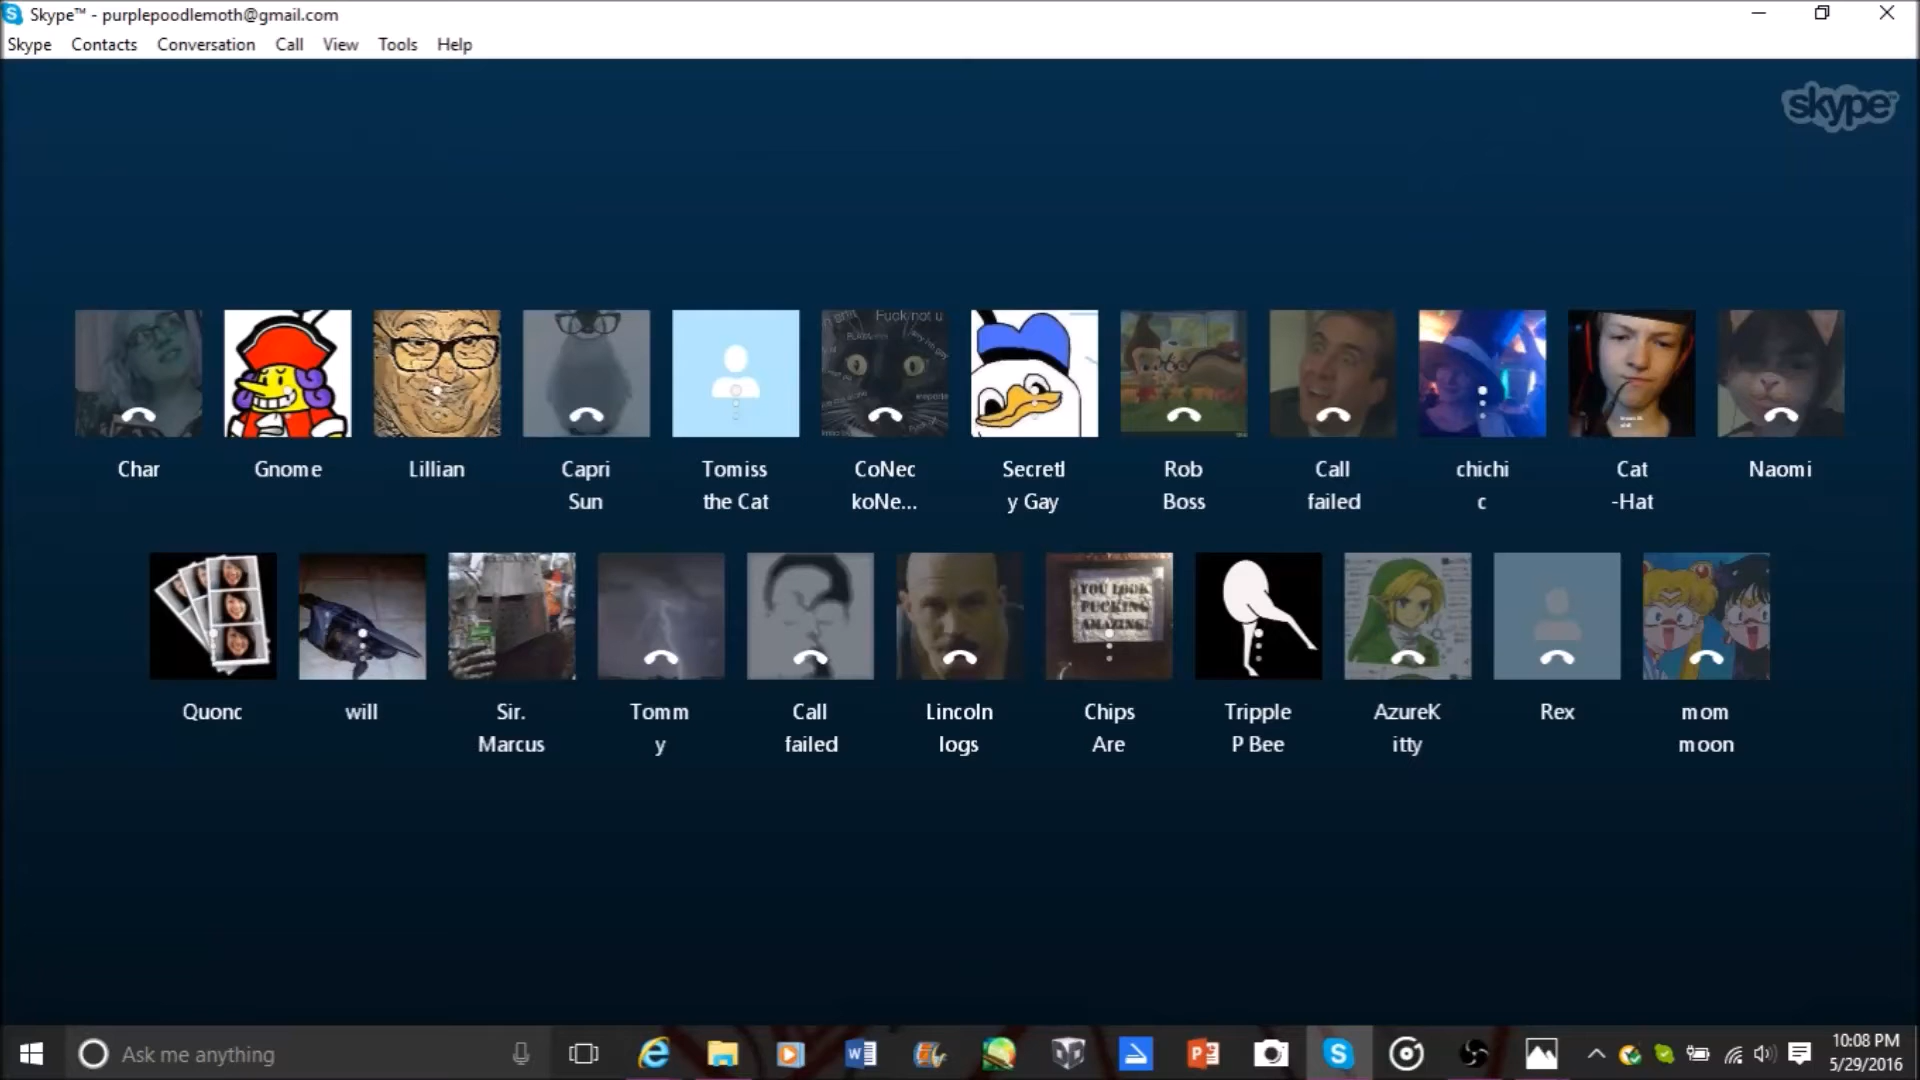 Skype™ - purplepoodlemoth@gmail.com
Skype Contacts Conversation Call View Tools Help
skype™
Fuck not u
Char Gnome Lillian Capri Sun Tomiss the Cat CoNec koNe... Secretl y Gay Rob Boss Call failed chichi c Cat -Hat Naomi
YOU LOOK
FUCKING
AMAZING!
Quonc will Sir. Marcus Tomm y Call failed Lincoln logs Chips Are Tripple P Bee AzureK itty Rex mom moon
Ask me anything
10:08 PM
5/29/2016